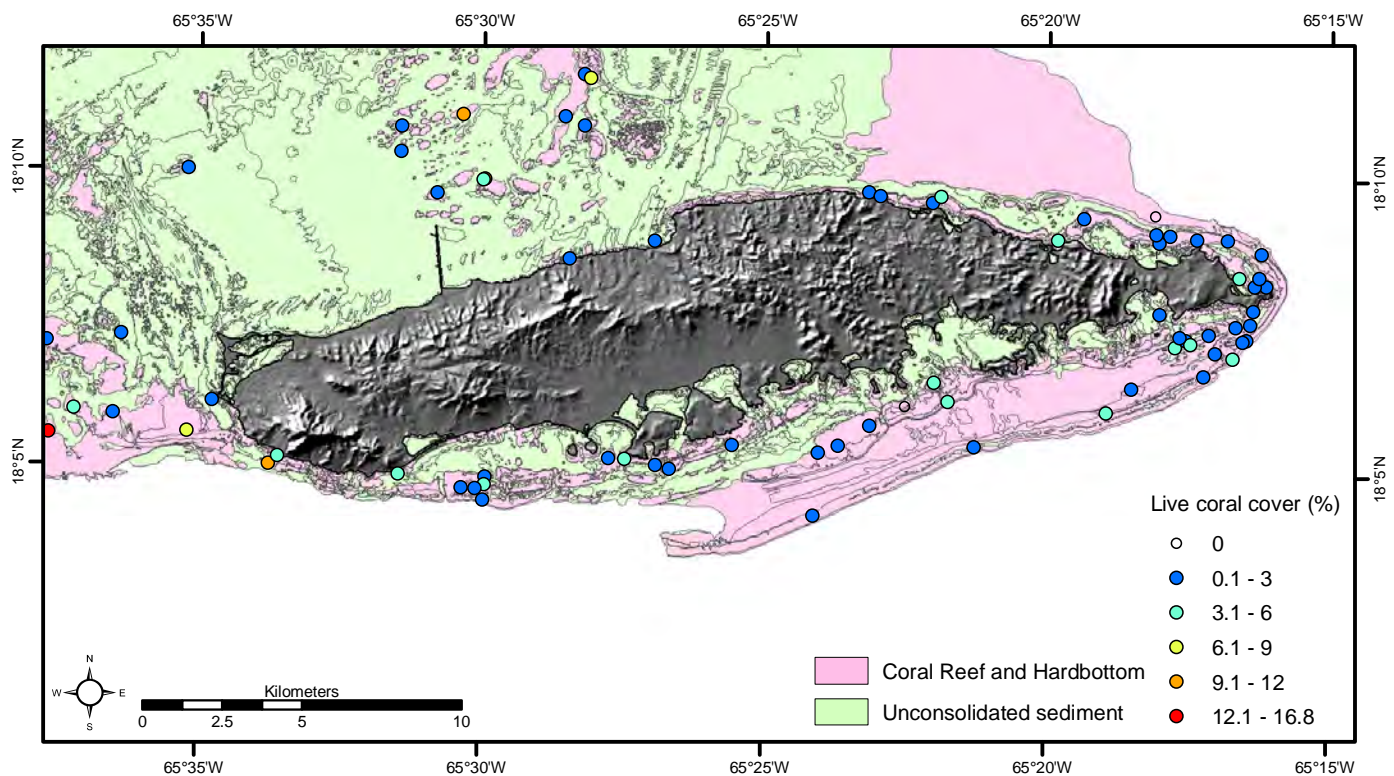 65°35'W 65°30'W 65°25'W 65°20'W 65°15'W
18°10'N
18°10'N
18°5'N
18°5'N
Live coral cover (%)
0
0.1 - 3
3.1 - 6
6.1 - 9
9.1 - 12
12.1 - 16.8
Coral Reef and Hardbottom
Unconsolidated sediment
N
W E
S
Kilometers
0 2.5 5 10
65°35'W 65°30'W 65°25'W 65°20'W 65°15'W